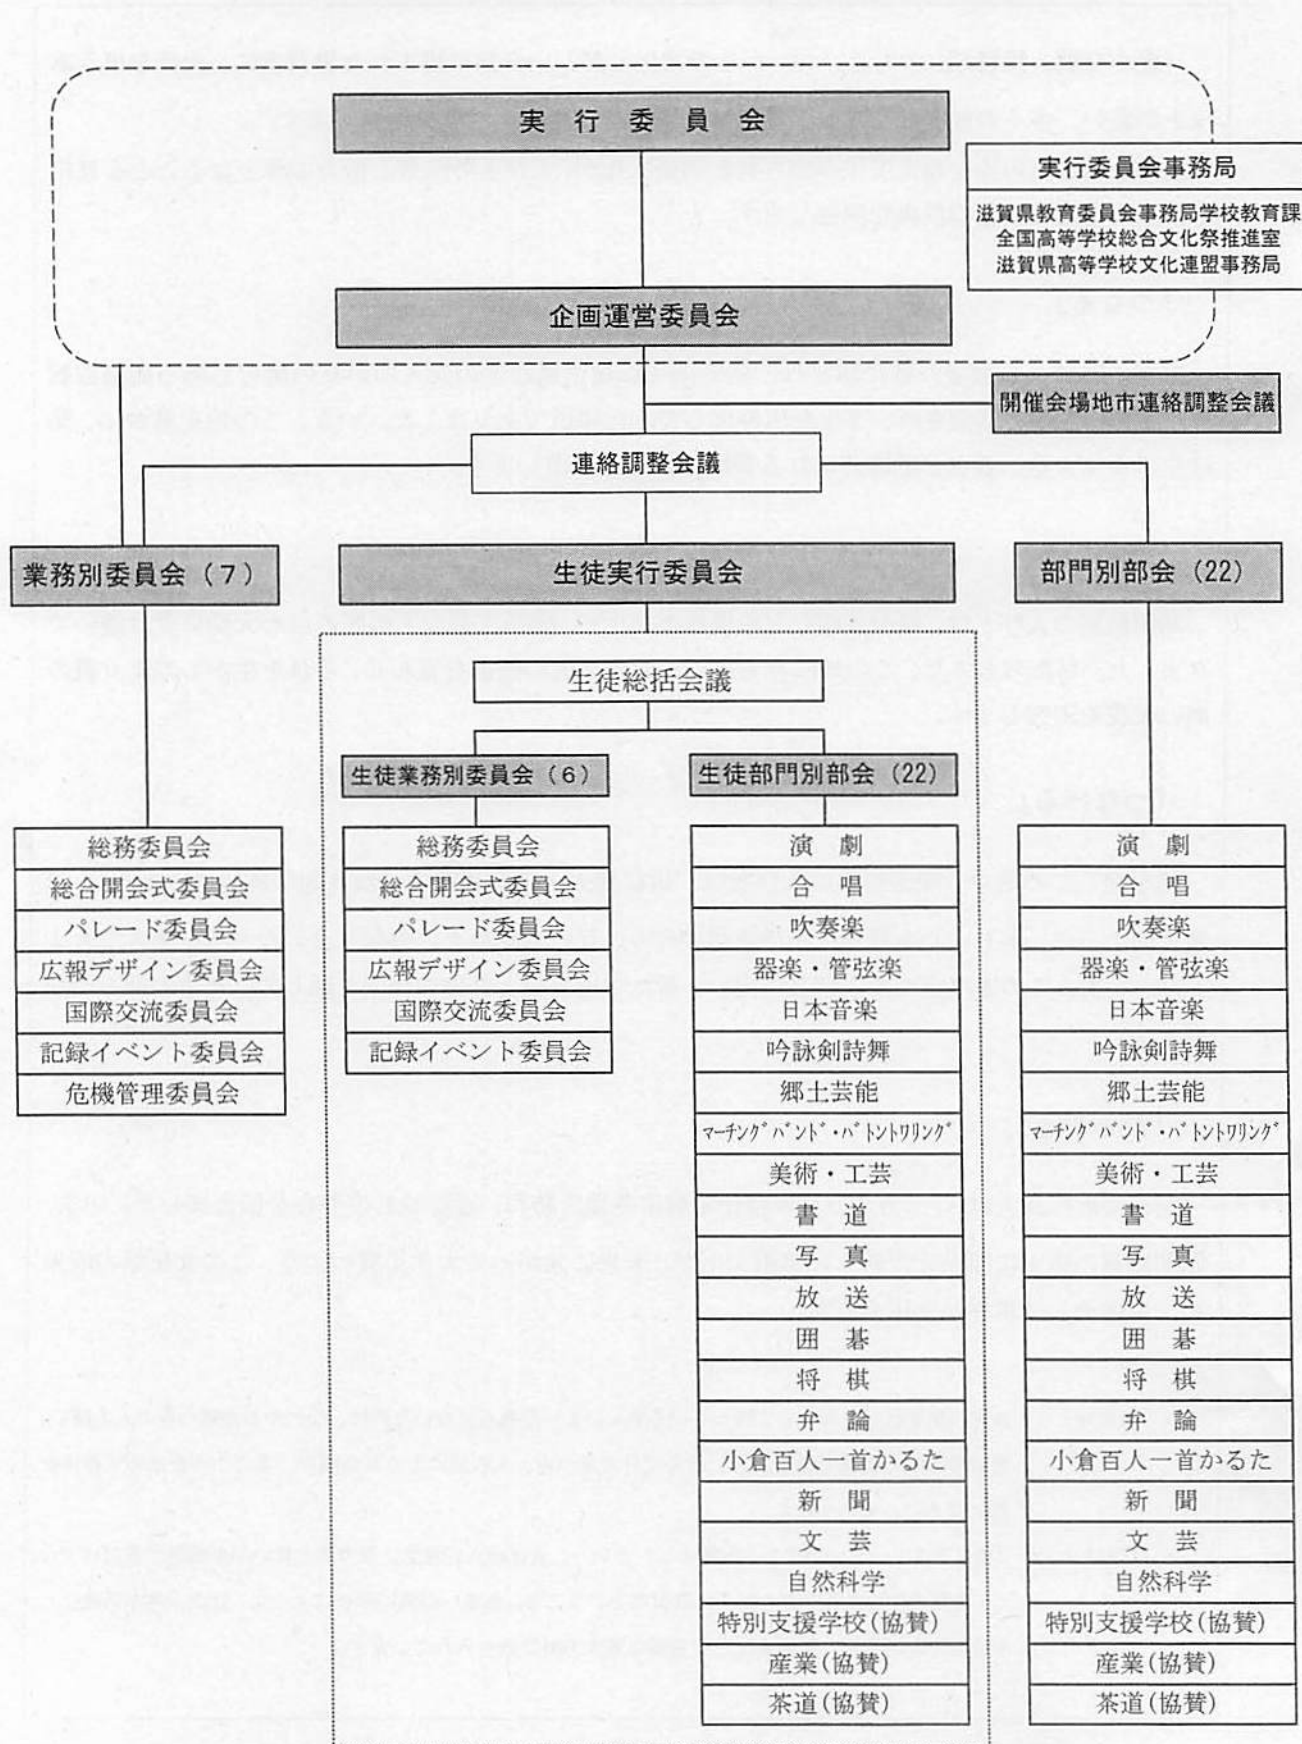 実行委員会
実行委員会事務局
滋賀県教育委員会事務局学校教育課
全国高等学校総合文化祭推進室
滋賀県高等学校文化連盟事務局
企画運営委員会
開催会場地市連絡調整会議
連絡調整会議
業務別委員会（7）
生徒実行委員会
部門別部会（22）
生徒総括会議
生徒業務別委員会（6）
生徒部門別部会（22）
総務委員会
総合開会式委員会
パレード委員会
広報デザイン委員会
国際交流委員会
記録イベント委員会
危機管理委員会
総務委員会
総合開会式委員会
パレード委員会
広報デザイン委員会
国際交流委員会
記録イベント委員会
演劇
合唱
吹奏楽
器楽・管弦楽
日本音楽
吟詠剣詩舞
郷土芸能
ﾏｰﾁﾝｸﾞﾊﾞﾝﾄﾞ・ﾊﾞﾄﾝﾄﾜﾘﾝｸﾞ
美術・工芸
書道
写真
放送
囲碁
将棋
弁論
小倉百人一首かるた
新聞
文芸
自然科学
特別支援学校(協賛)
産業(協賛)
茶道(協賛)
演劇
合唱
吹奏楽
器楽・管弦楽
日本音楽
吟詠剣詩舞
郷土芸能
ﾏｰﾁﾝｸﾞﾊﾞﾝﾄﾞ・ﾊﾞﾄﾝﾄﾜﾘﾝｸﾞ
美術・工芸
書道
写真
放送
囲碁
将棋
弁論
小倉百人一首かるた
新聞
文芸
自然科学
特別支援学校(協賛)
産業(協賛)
茶道(協賛)